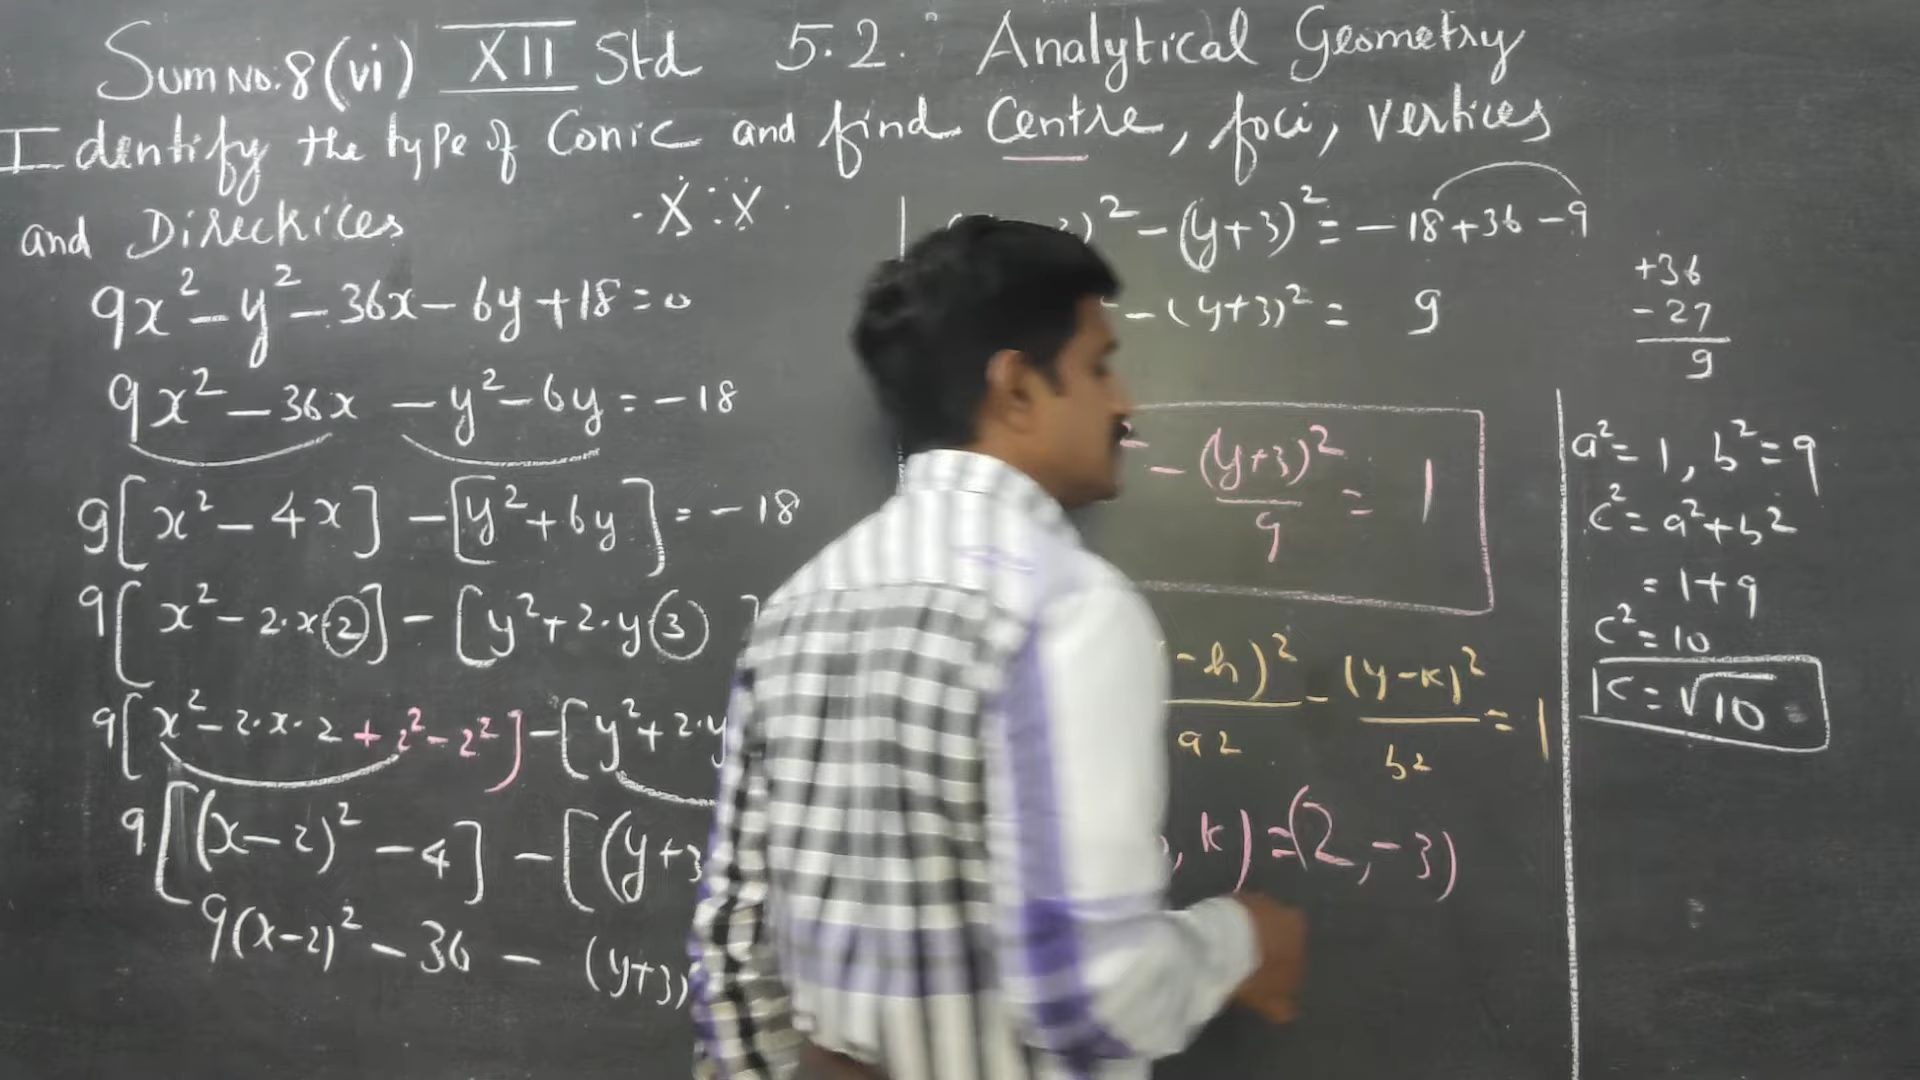 Sum No. 8 (vi) XII Std 5.2. Analytical Geometry
Identify the type of Conic and find Centre, foci, vertices
and Direckices
.X : X .
9x² - y² - 36x - 6y + 18 = 0
9x² - 36x - y² - 6y = -18
9[x² - 4x] - [y² + 6y] = -18
9[x² - 2·x·2] - [y² + 2·y·3
9[x² - 2·x·2 + 2² - 2²] - [y² + 2·y
9[(x-2)² - 4] - [(y+3
9(x-2)² - 36 - (y+3)
)² - (y+3)² = -18 + 36 - 9
- (y+3)² = 9
² - (y+3)²/9 = 1
-h)²/a² - (y-k)²/b² = 1
, k) = (2, -3)
+36
-27
9
a² = 1, b² = 9
c² = a² + b²
= 1 + 9
c² = 10
c = √10